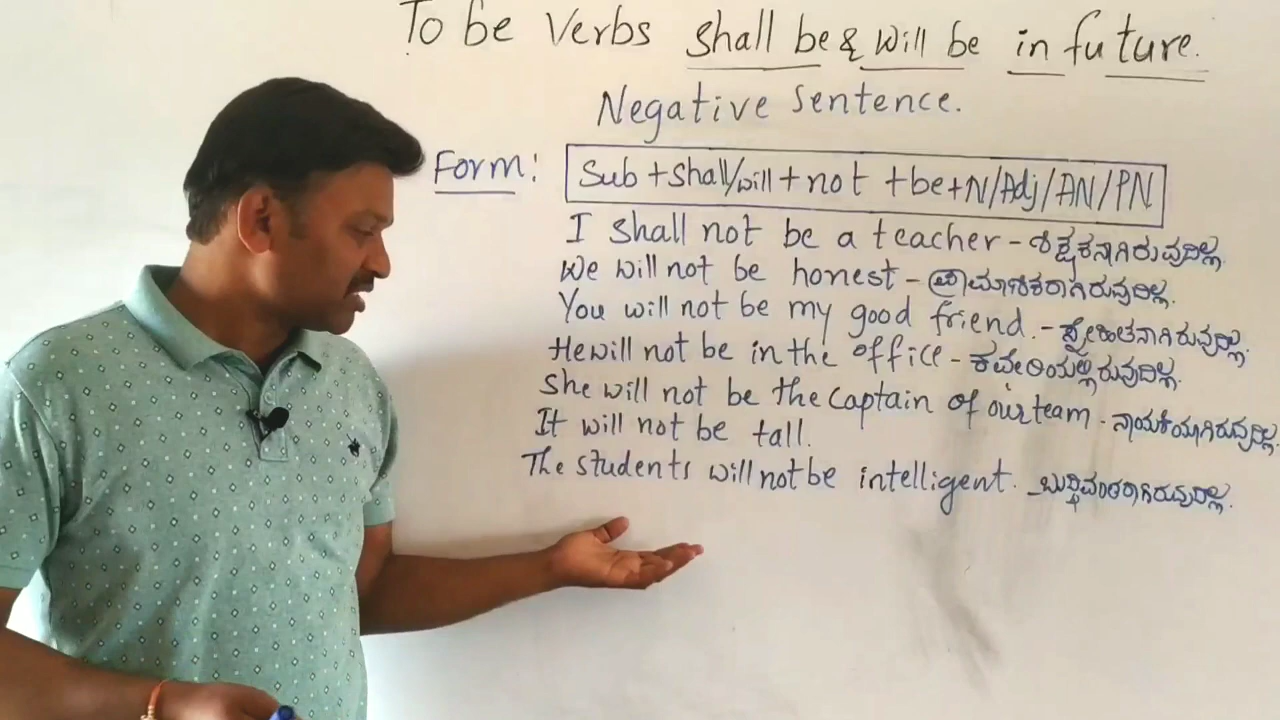 To be Verbs shall be & will be in future.
Negative Sentence.
Form: Sub + shall/will + not + be + N/Adj/AN/PN
I shall not be a teacher - ಶಿಕ್ಷಕನಾಗಿರುವುದಿಲ್ಲ.
We will not be honest - ಪ್ರಾಮಾಣಿಕರಾಗಿರುವುದಿಲ್ಲ.
You will not be my good friend. - ಸ್ನೇಹಿತನಾಗಿರುವುದಿಲ್ಲ.
He will not be in the office - ಕಛೇರಿಯಲ್ಲಿರುವುದಿಲ್ಲ.
She will not be the captain of our team - ನಾಯಕಿಯಾಗಿರುವುದಿಲ್ಲ.
It will not be tall.
The students will not be intelligent. - ಬುದ್ಧಿವಂತರಾಗಿರುವುದಿಲ್ಲ.